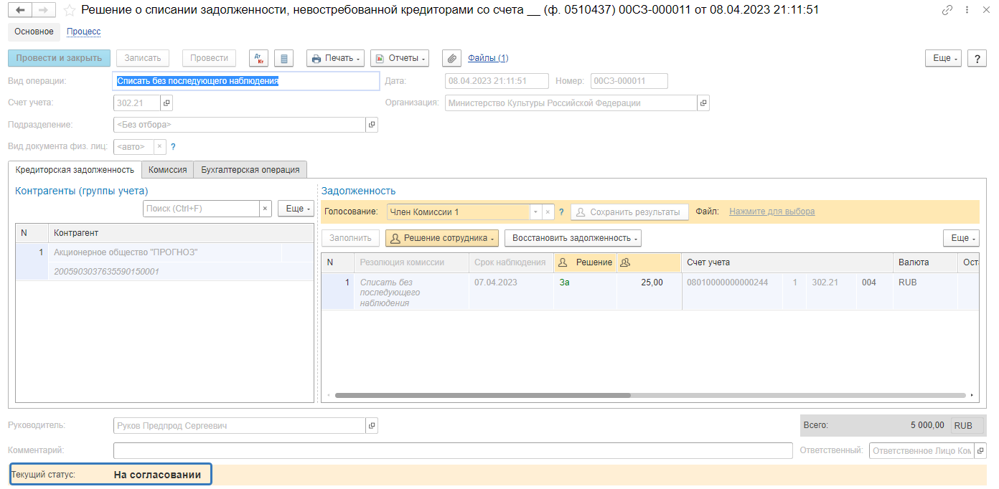 Решение о списании задолженности, невостребованной кредиторами со счета __ (ф. 0510437) 00СЗ-000011 от 08.04.2023 21:11:51
Основное Процесс
Провести и закрыть Записать Провести Дт Кт Печать Отчеты Файлы (1) Еще ?
Вид операции: Списать без последующего наблюдения Дата: 08.04.2023 21:11:51 Номер: 00СЗ-000011
Счет учета: 302.21 Организация: Министерство Культуры Российской Федерации
Подразделение: <Без отбора>
Вид документа физ. лиц: <авто> × ?
Кредиторская задолженность Комиссия Бухгалтерская операция
Контрагенты (группы учета) Задолженность
Поиск (Ctrl+F) × Еще Голосование: Член Комиссии 1 × ? Сохранить результаты Файл: Нажмите для выбора
Заполнить Решение сотрудника Восстановить задолженность Еще
N Контрагент
1 Акционерное общество "ПРОГНОЗ"
2005903037635590150001
N Резолюция комиссии Срок наблюдения Решение Счет учета Валюта Оста
1 Списать без 07.04.2023 За 25,00 08010000000000244 1 302.21 004 RUB
последующего
наблюдения
Руководитель: Руков Предпрод Сергеевич Всего: 5 000,00 RUB
Комментарий: Ответственный: Ответственное Лицо Ком
Текущий статус: На согласовании